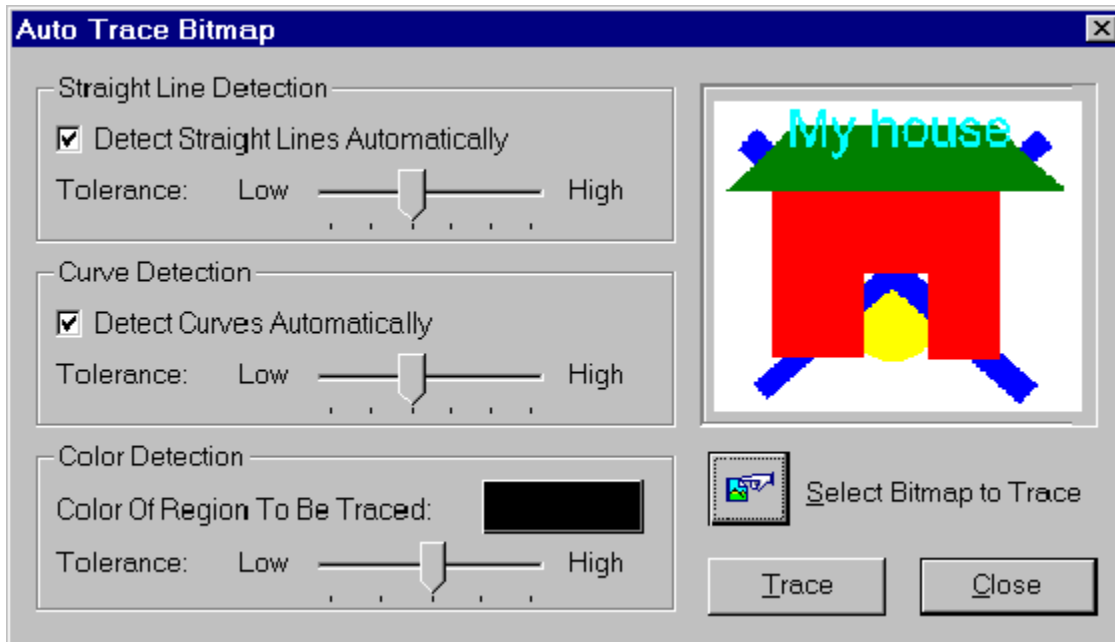 Auto Trace Bitmap
Straight Line Detection
Detect Straight Lines Automatically
Tolerance: Low High
Curve Detection
Detect Curves Automatically
Tolerance: Low High
Color Detection
Color Of Region To Be Traced:
Tolerance: Low High
My house
Select Bitmap to Trace
Trace Close